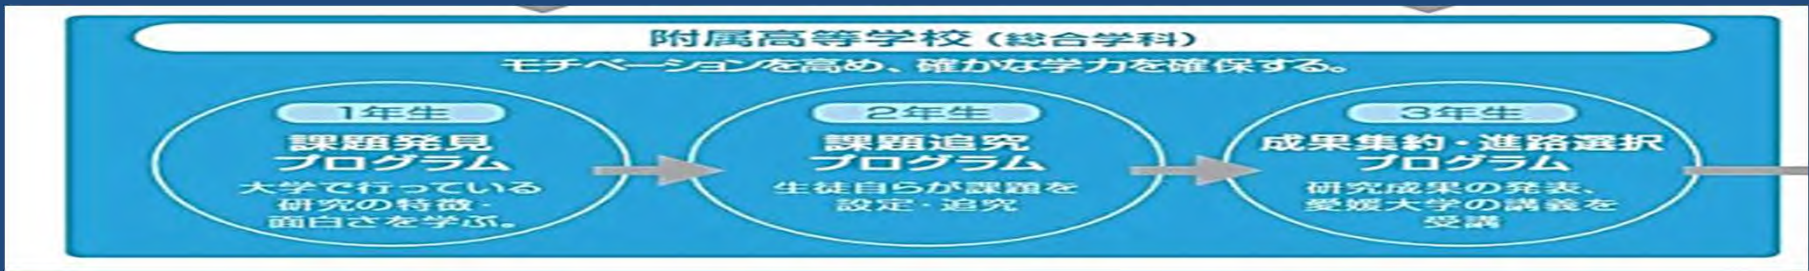 附属高等学校(総合学科)
モチベーションを高め、確かな学力を確保する。
1年生
課題発見
プログラム
大学で行っている
研究の特徴・
面白さを学ぶ。
2年生
課題追究
プログラム
生徒自らが課題を
設定・追究
3年生
成果集約・進路選択
プログラム
研究成果の発表、
愛媛大学の講義を
受講